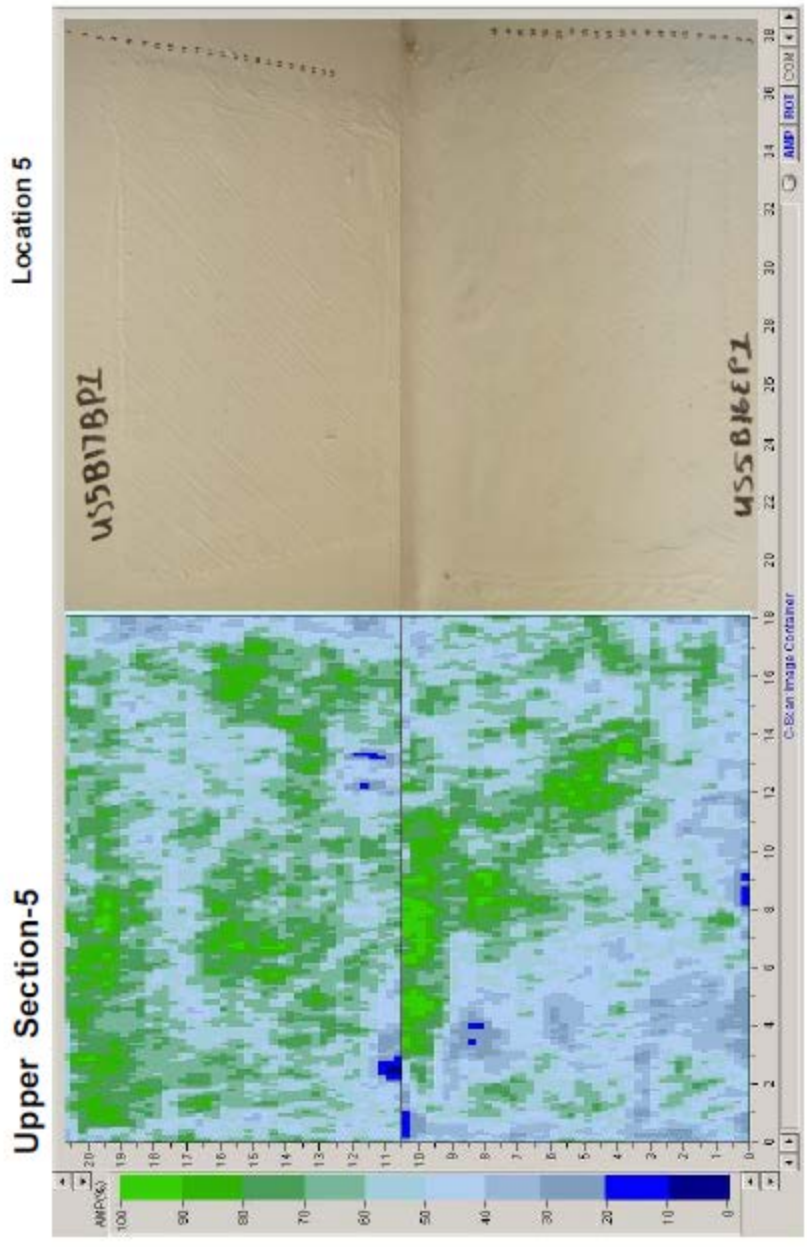 Upper Section-5
Location 5
AMP(%)
100 90 80 70 60 50 40 30 20 10 0
20 19 18 17 16 15 14 13 12 11 10 9 8 7 6 5 4 3 2 1 0
US5B17BP1
US5B16EP1
0 2 4 6 8 10 12 14 16 18 20 22 24 26 28 30 32 34 36 38
C-Scan Image Container
AMP ROT COM